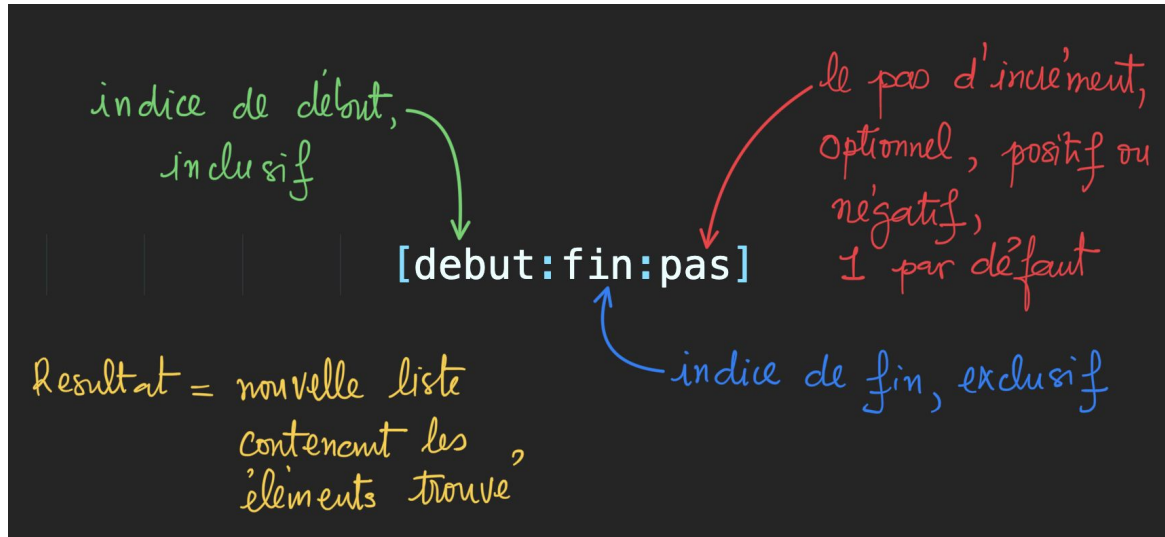 indice de début,
inclusif
le pas d'incrément,
optionnel, positif ou
négatif,
1 par défaut
[debut:fin:pas]
indice de fin, exclusif
Resultat = nouvelle liste
contenant les
éléments trouvé,